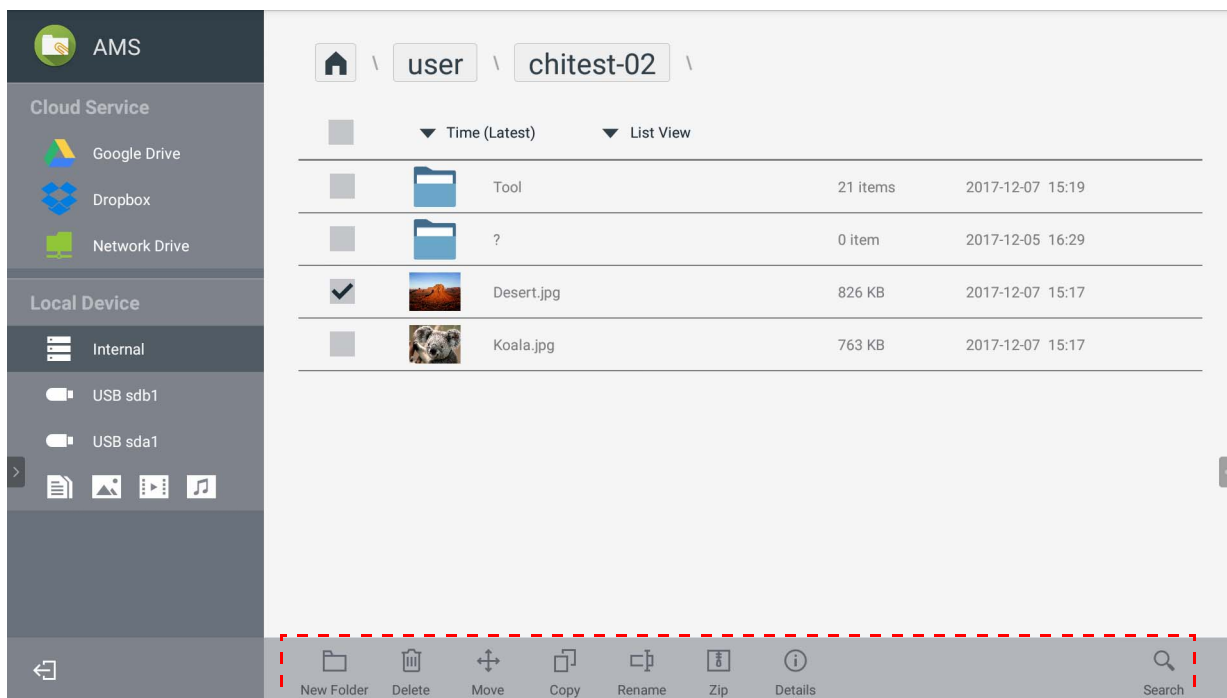 AMS
Cloud Service
Google Drive
Dropbox
Network Drive
Local Device
Internal
USB sdb1
USB sda1
\ user \ chitest-02 \
Time (Latest) List View
Tool 21 items 2017-12-07 15:19
? 0 item 2017-12-05 16:29
Desert.jpg 826 KB 2017-12-07 15:17
Koala.jpg 763 KB 2017-12-07 15:17
New Folder Delete Move Copy Rename Zip Details Search